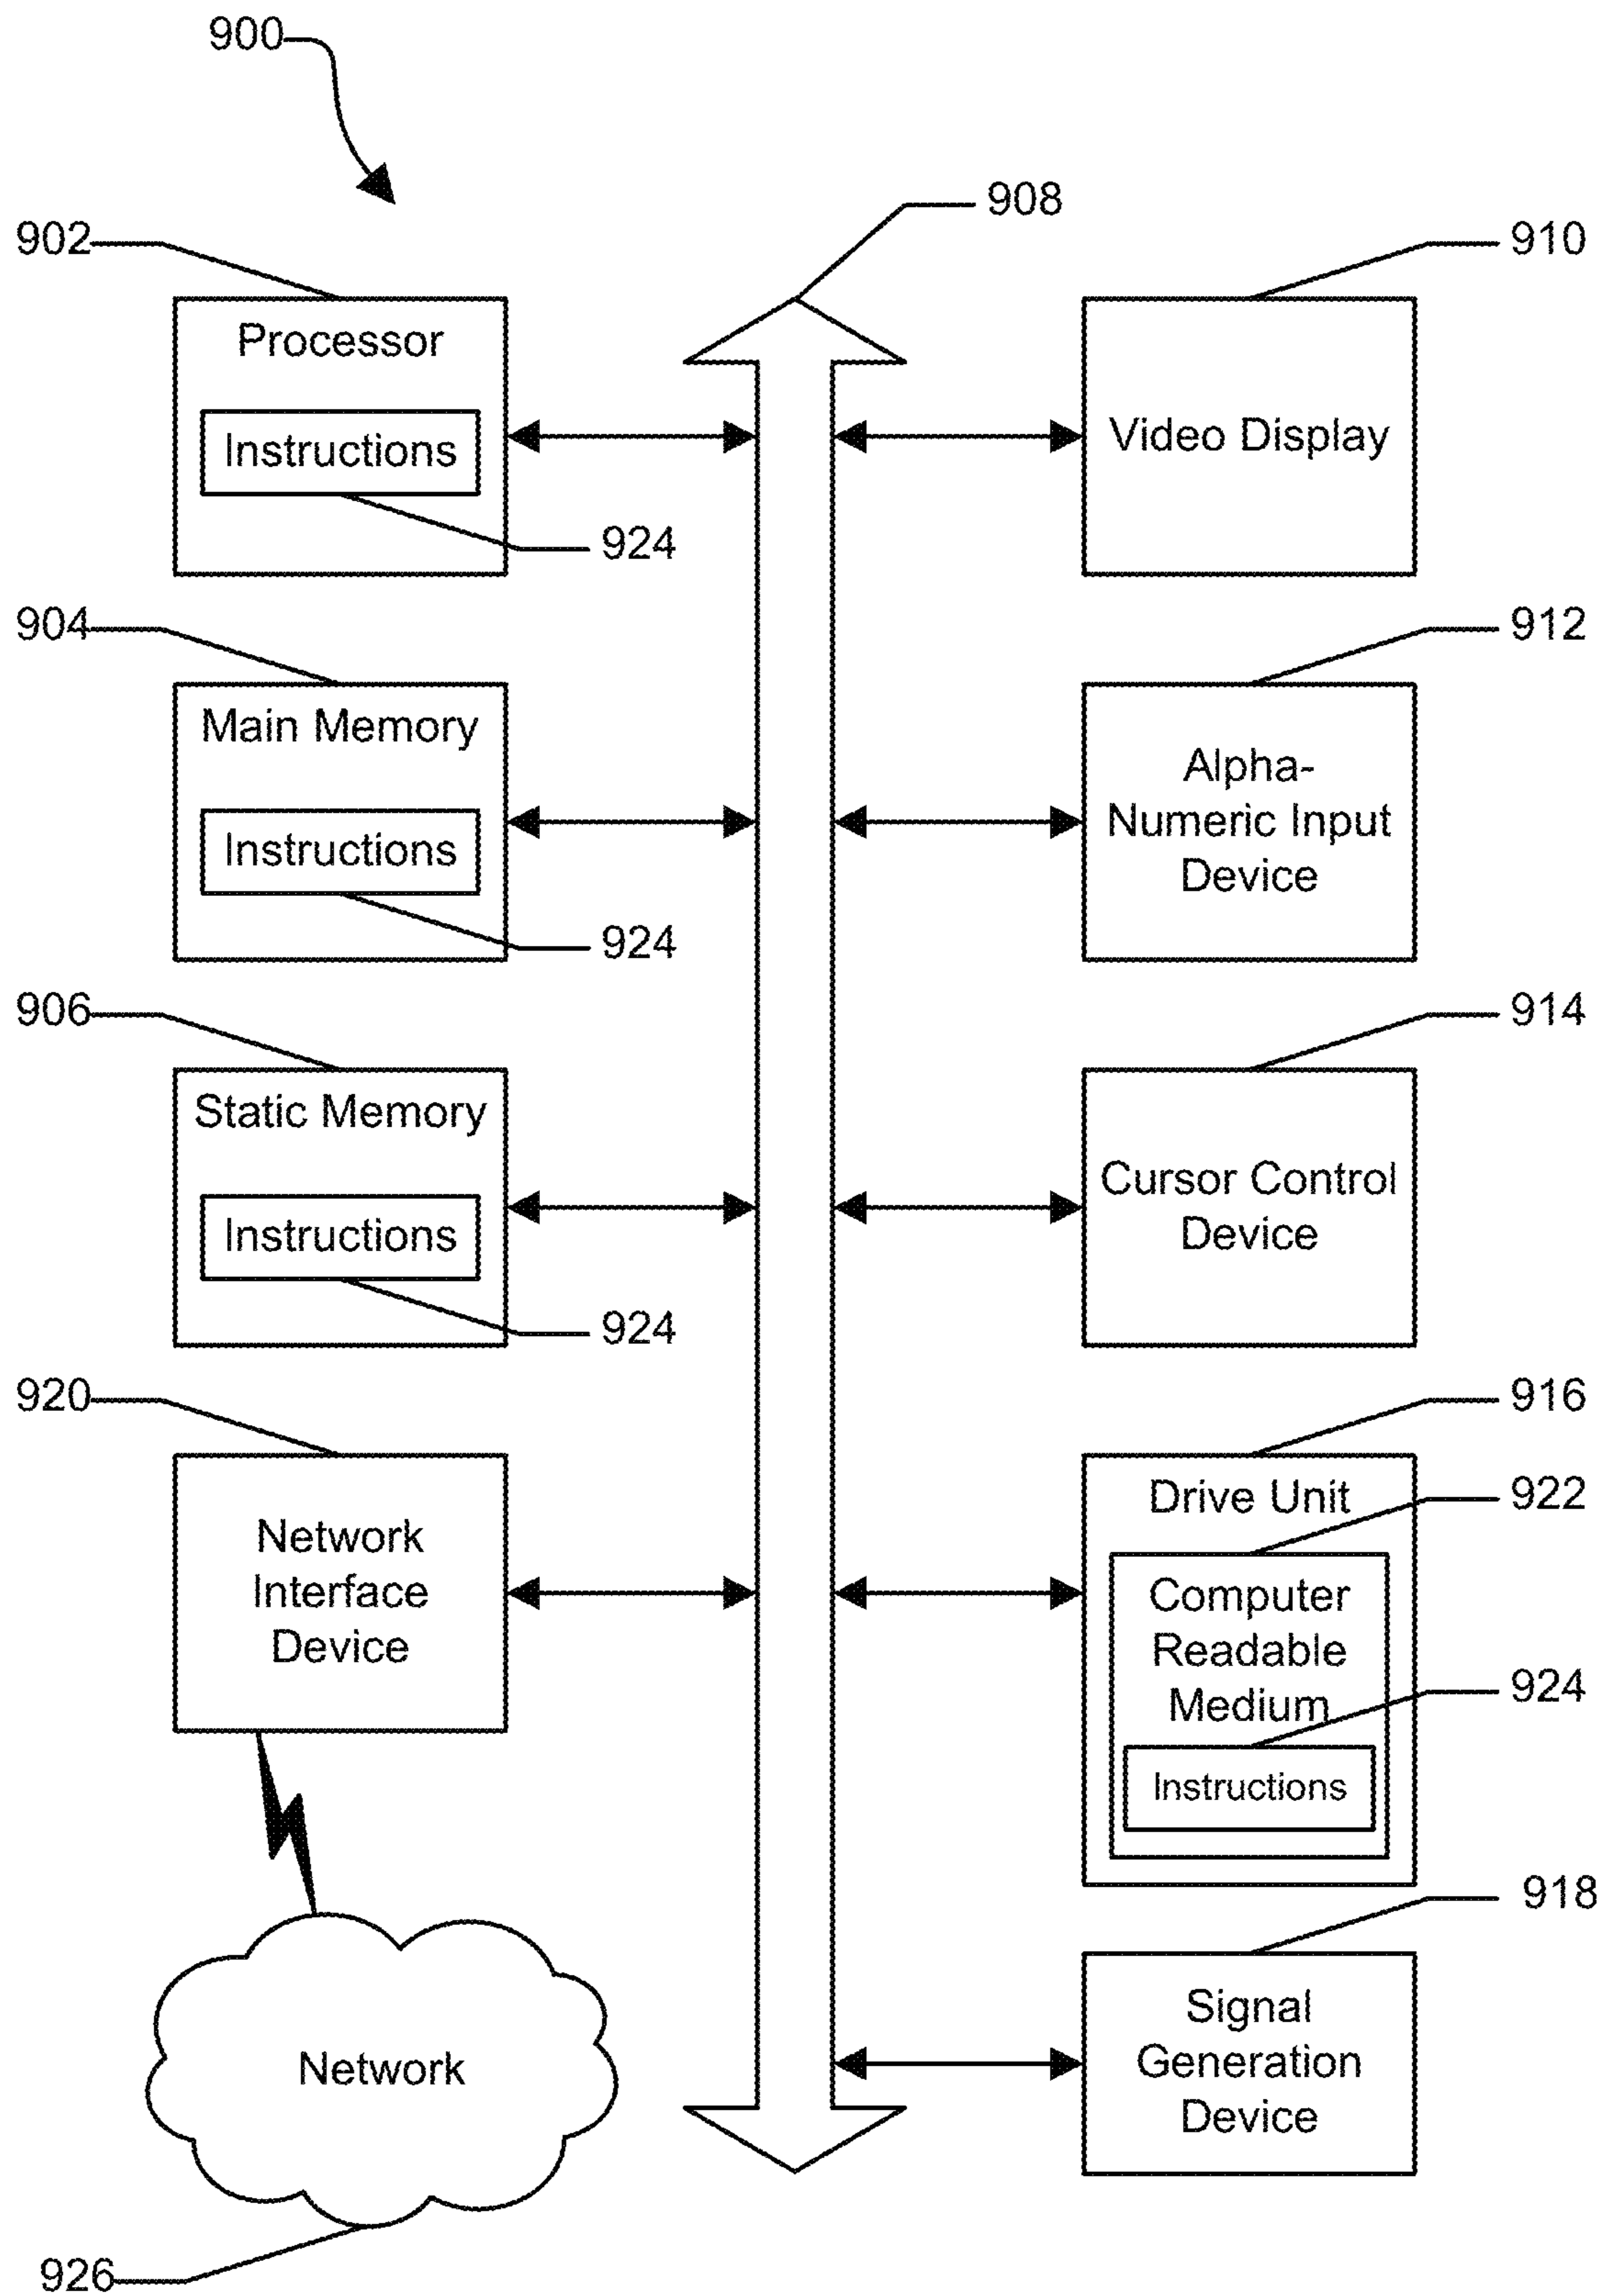 900
908
902
910
Processor
Instructions
924
Video Display
904
912
Main Memory
Instructions
924
Alpha-
Numeric Input
Device
906
914
Static Memory
Instructions
924
Cursor Control
Device
920
916
Network
Interface
Device
Drive Unit
922
Computer
Readable
Medium
924
Instructions
918
Network
Signal
Generation
Device
926